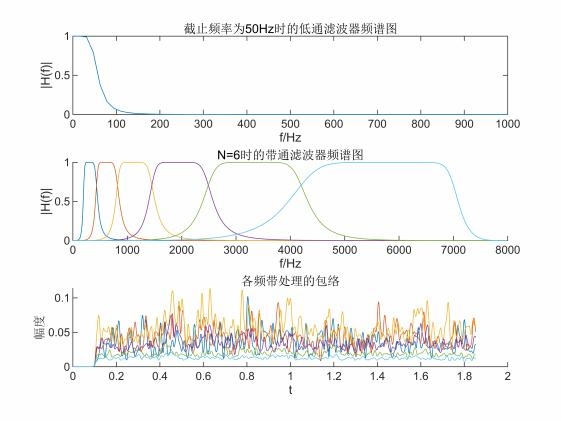 截止频率为50Hz时的低通滤波器频谱图
1
0.5
0
|H(f)|
0 100 200 300 400 500 600 700 800 900 1000
f/Hz
N=6时的带通滤波器频谱图
1
0.5
0
|H(f)|
0 1000 2000 3000 4000 5000 6000 7000 8000
f/Hz
各频带处理的包络
0.1
0.05
0
幅度
0 0.2 0.4 0.6 0.8 1 1.2 1.4 1.6 1.8 2
t